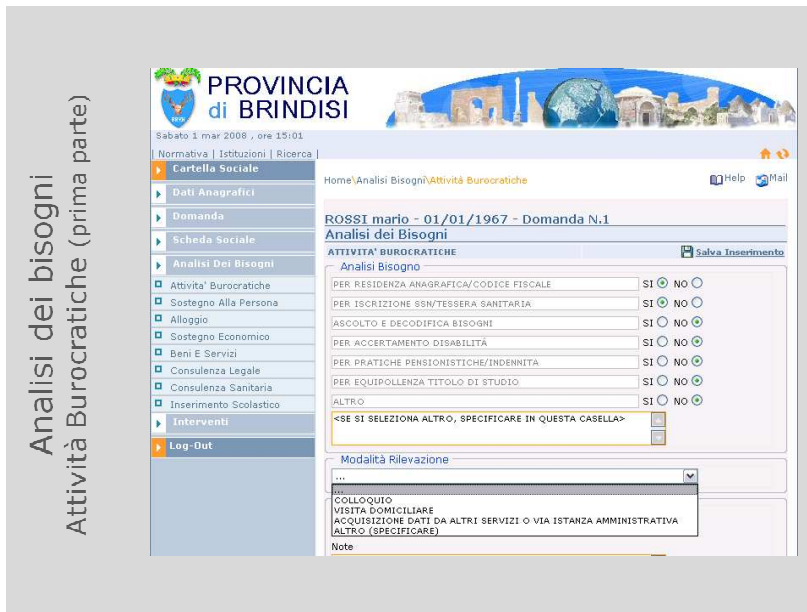 Analisi dei bisogni
Attività Burocratiche (prima parte)
PROVINCIA
di BRINDISI
Sabato 1 mar 2008 , ore 15:01
| Normativa | Istituzioni | Ricerca |
Cartella Sociale
Dati Anagrafici
Domanda
Scheda Sociale
Analisi Dei Bisogni
Attivita' Burocratiche
Sostegno Alla Persona
Alloggio
Sostegno Economico
Beni E Servizi
Consulenza Legale
Consulenza Sanitaria
Inserimento Scolastico
Interventi
Log-Out
Home\Analisi Bisogni\Attività Burocratiche
Help Mail
ROSSI mario - 01/01/1967 - Domanda N.1
Analisi dei Bisogni
ATTIVITA' BUROCRATICHE Salva Inserimento
Analisi Bisogno
PER RESIDENZA ANAGRAFICA/CODICE FISCALE SI NO
PER ISCRIZIONE SSN/TESSERA SANITARIA SI NO
ASCOLTO E DECODIFICA BISOGNI SI NO
PER ACCERTAMENTO DISABILITÀ SI NO
PER PRATICHE PENSIONISTICHE/INDENNITA SI NO
PER EQUIPOLLENZA TITOLO DI STUDIO SI NO
ALTRO SI NO
<SE SI SELEZIONA ALTRO, SPECIFICARE IN QUESTA CASELLA>
Modalità Rilevazione
...
...
COLLOQUIO
VISITA DOMICILIARE
ACQUISIZIONE DATI DA ALTRI SERVIZI O VIA ISTANZA AMMINISTRATIVA
ALTRO (SPECIFICARE)
Note